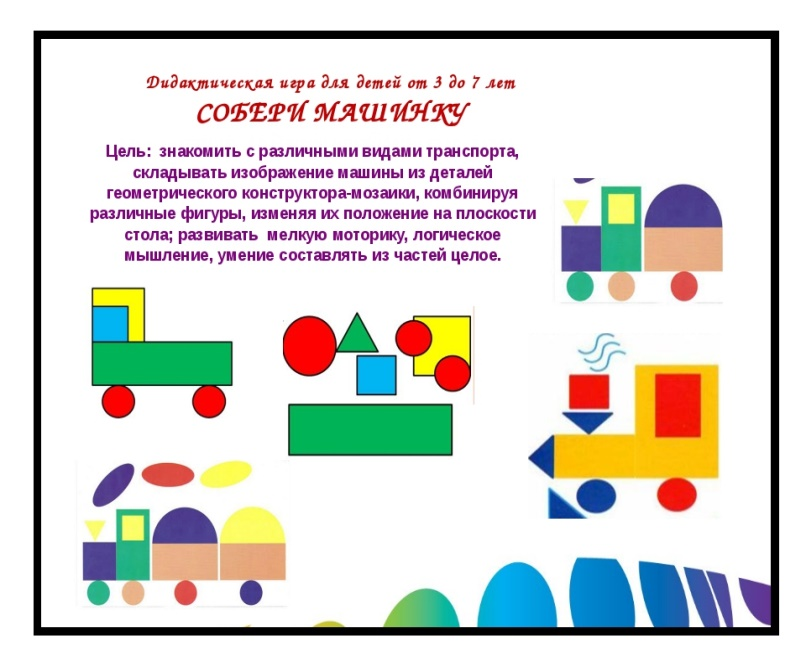 Дидактическая игра для детей от 3 до 7 лет
СОБЕРИ МАШИНКУ
Цель:  знакомить с различными видами транспорта,
складывать изображение машины из деталей
геометрического конструктора-мозаики, комбинируя
различные фигуры, изменяя их положение на плоскости
стола; развивать  мелкую моторику, логическое
мышление, умение составлять из частей целое.